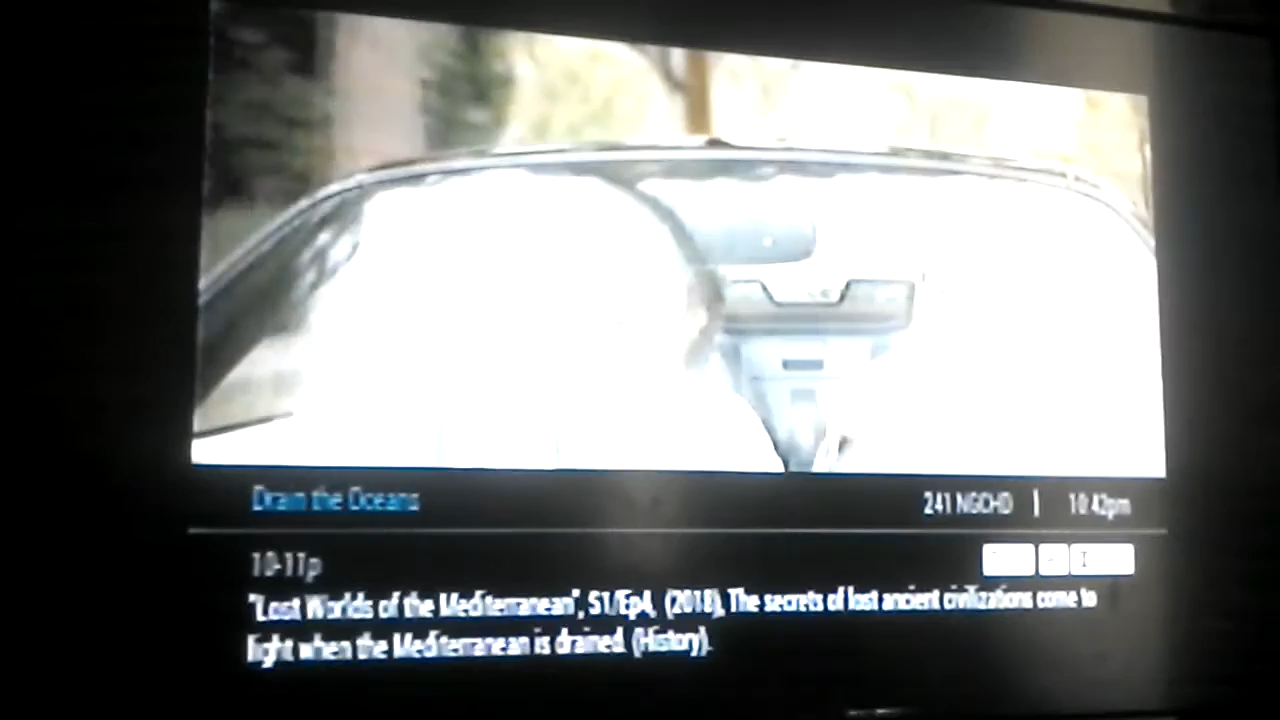 Drain the Oceans
241 NGCHD | 10:42pm
10-11p
"Lost Worlds of the Mediterranean", S1/Ep4, (2018), The secrets of lost ancient civilizations come to
light when the Mediterranean is drained. (History).